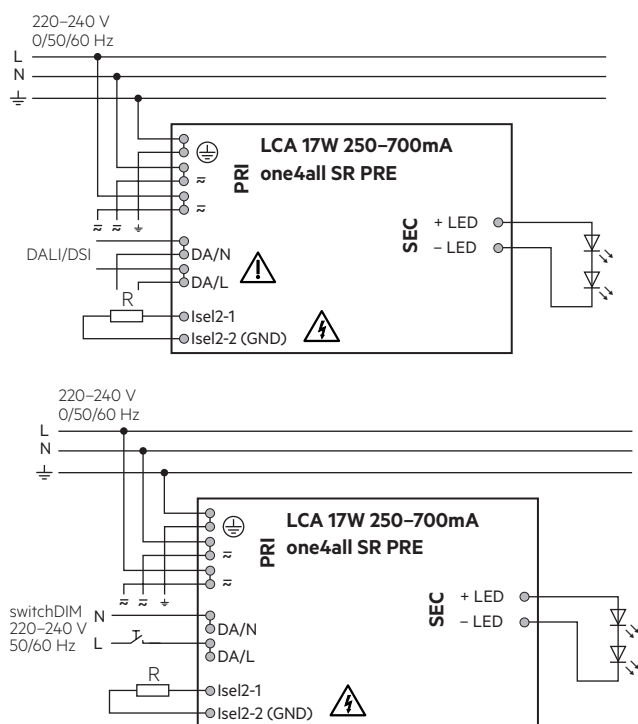 220–240 V
0/50/60 Hz
L
N
LCA 17W 250–700mA
one4all SR PRE
PRI
SEC
+ LED
– LED
DALI/DSI
DA/N
DA/L
R
Isel2-1
Isel2-2 (GND)
220–240 V
0/50/60 Hz
L
N
LCA 17W 250–700mA
one4all SR PRE
PRI
SEC
+ LED
– LED
switchDIM N
220–240 V
L
50/60 Hz
DA/N
DA/L
R
Isel2-1
Isel2-2 (GND)